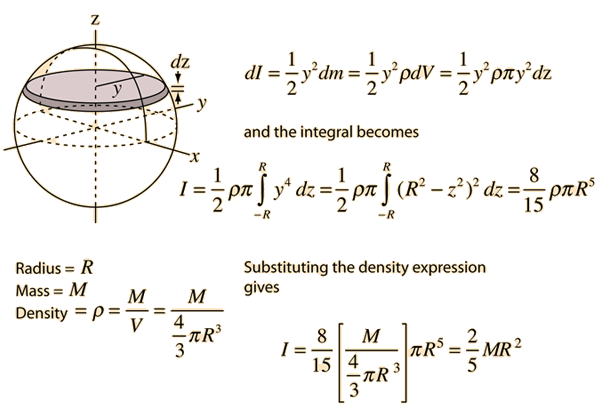 z
dz
y
y
x
dI = 1/2 y² dm = 1/2 y² ρdV = 1/2 y² ρπy² dz
and the integral becomes
I = 1/2 ρπ ∫_{-R}^{R} y⁴ dz = 1/2 ρπ ∫_{-R}^{R} (R² – z²)² dz = 8/15 ρπR⁵
Radius = R
Mass = M
Density = ρ = M/V = M/(4/3 πR³)
Substituting the density expression
gives
I = 8/15 [M/(4/3 πR³)] πR⁵ = 2/5 MR²